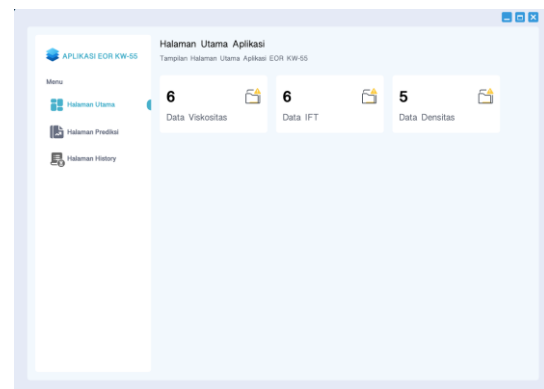 APLIKASI EOR KW-55
Menu
Halaman Utama
Halaman Prediksi
Halaman History
Halaman Utama Aplikasi
Tampilan Halaman Utama Aplikasi EOR KW-55
6
Data Viskositas
6
Data IFT
5
Data Densitas